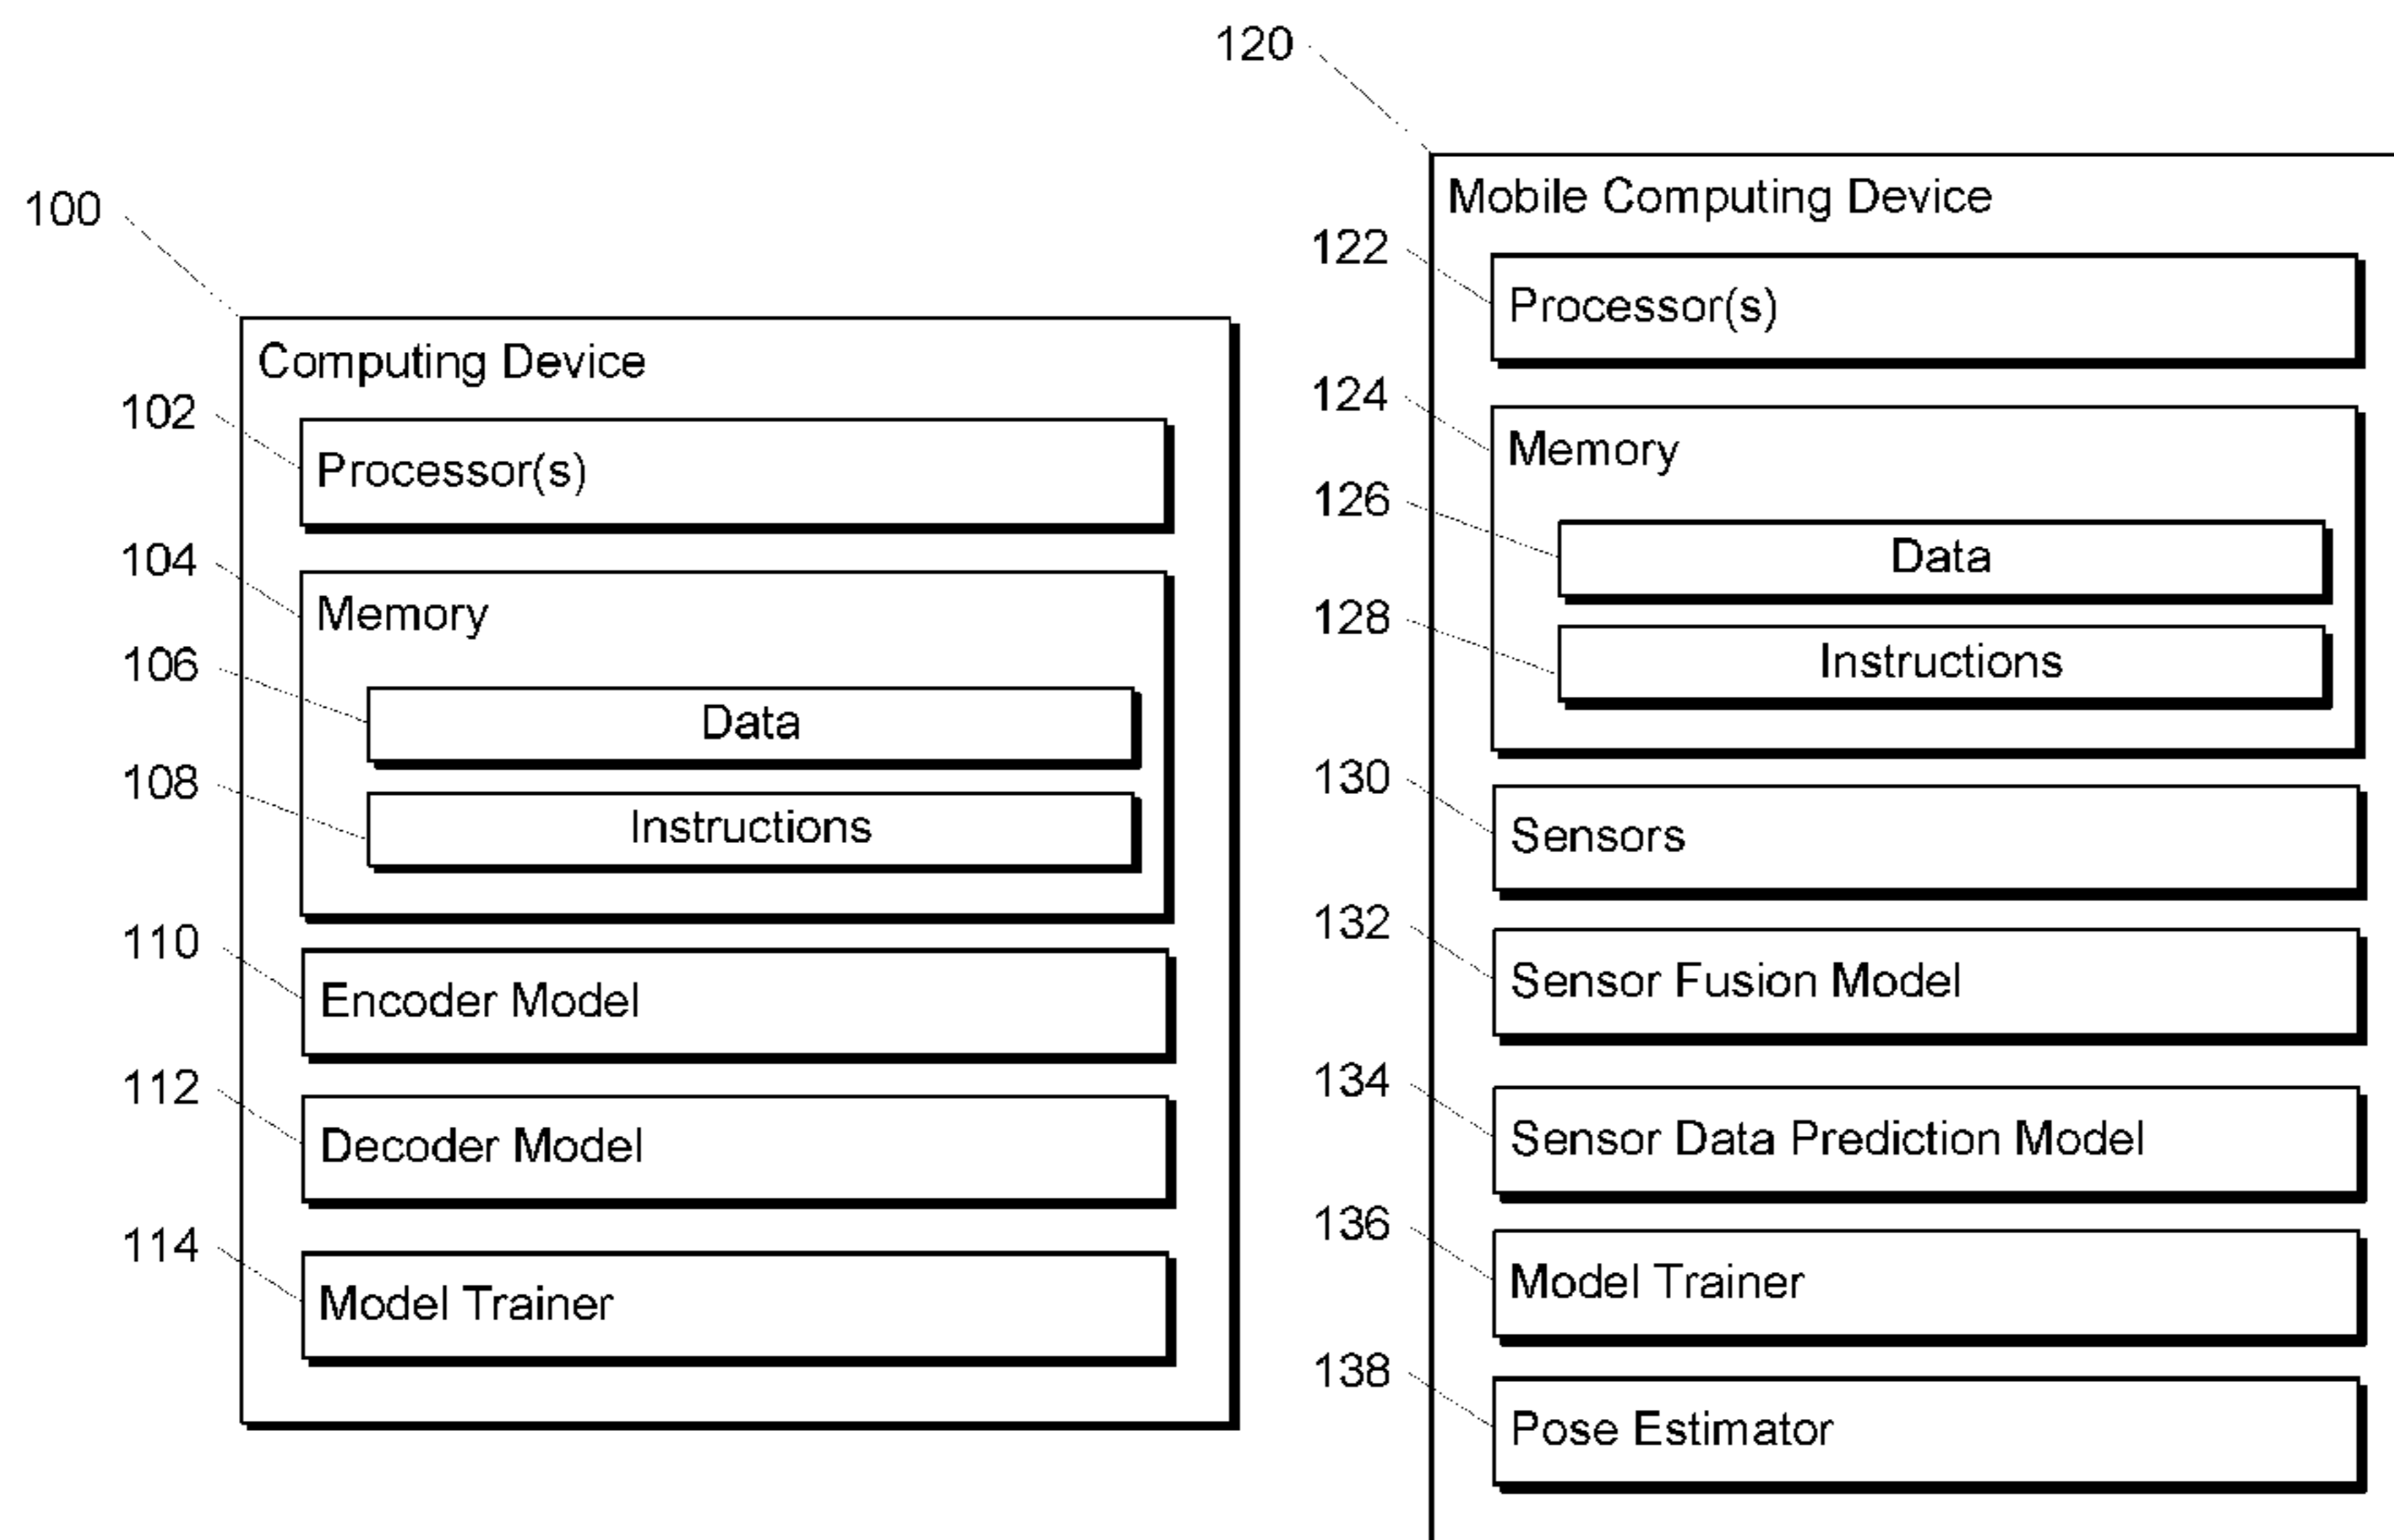 120
100
Computing Device
102
Processor(s)
104
Memory
106
Data
108
Instructions
110
Encoder Model
112
Decoder Model
114
Model Trainer
Mobile Computing Device
122
Processor(s)
124
Memory
126
Data
128
Instructions
130
Sensors
132
Sensor Fusion Model
134
Sensor Data Prediction Model
136
Model Trainer
138
Pose Estimator